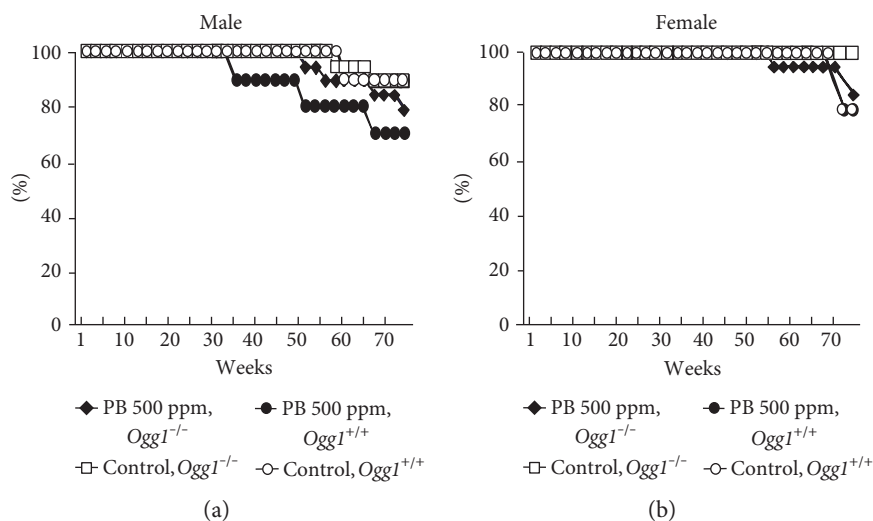 Male
100
80
60
40
20
0
(%)
1 10 20 30 40 50 60 70
Weeks
PB 500 ppm, Ogg1⁻/⁻
PB 500 ppm, Ogg1⁺/⁺
Control, Ogg1⁻/⁻
Control, Ogg1⁺/⁺
(a)
Female
100
80
60
40
20
0
(%)
1 10 20 30 40 50 60 70
Weeks
PB 500 ppm, Ogg1⁻/⁻
PB 500 ppm, Ogg1⁺/⁺
Control, Ogg1⁻/⁻
Control, Ogg1⁺/⁺
(b)